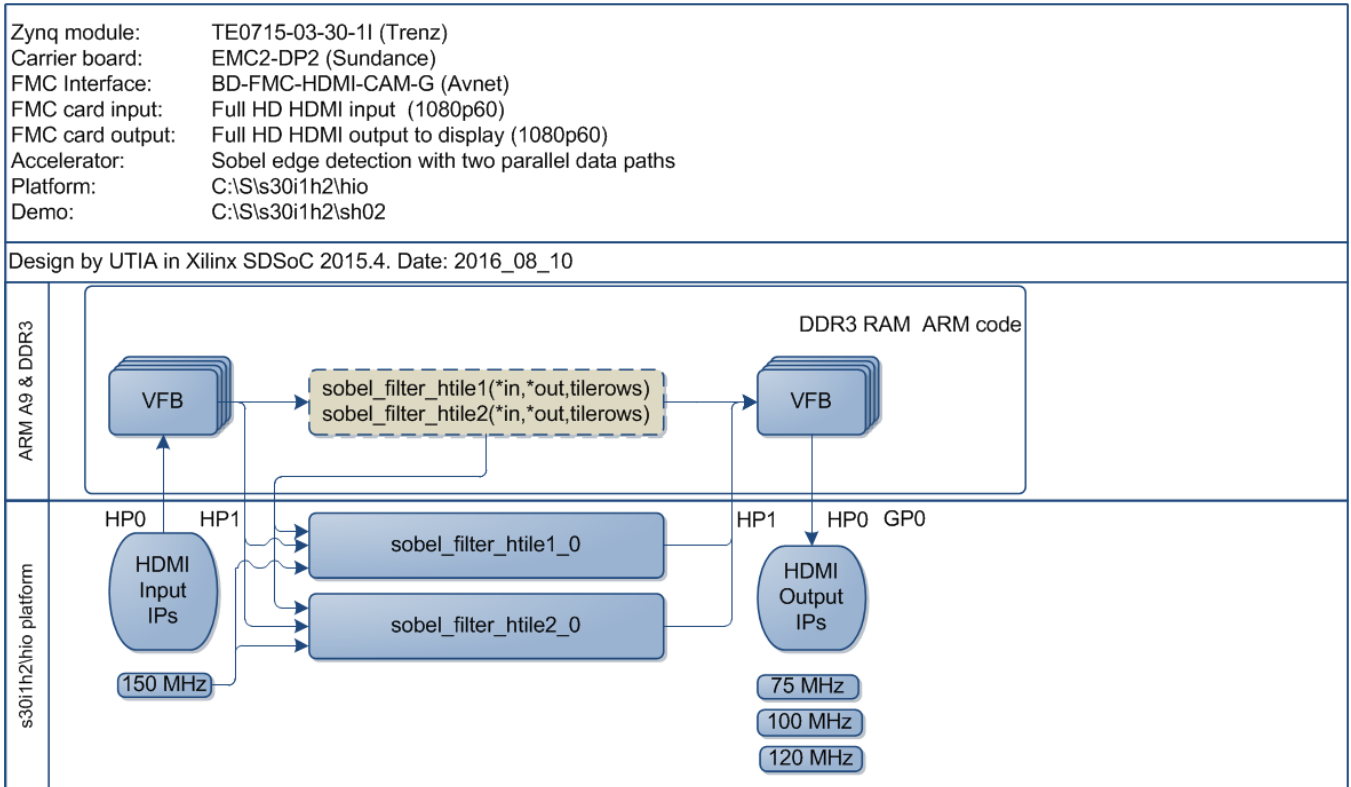 Zynq module: TE0715-03-30-1I (Trenz)
Carrier board: EMC2-DP2 (Sundance)
FMC Interface: BD-FMC-HDMI-CAM-G (Avnet)
FMC card input: Full HD HDMI input (1080p60)
FMC card output: Full HD HDMI output to display (1080p60)
Accelerator: Sobel edge detection with two parallel data paths
Platform: C:\S\s30i1h2\hio
Demo: C:\S\s30i1h2\sh02
Design by UTIA in Xilinx SDSoC 2015.4. Date: 2016_08_10
ARM A9 & DDR3
DDR3 RAM ARM code
VFB
sobel_filter_htile1(*in,*out,tilerows)
sobel_filter_htile2(*in,*out,tilerows)
VFB
s30i1h2\hio platform
HP0 HP1
HP1 HP0 GP0
HDMI
Input
IPs
sobel_filter_htile1_0
sobel_filter_htile2_0
HDMI
Output
IPs
150 MHz
75 MHz
100 MHz
120 MHz